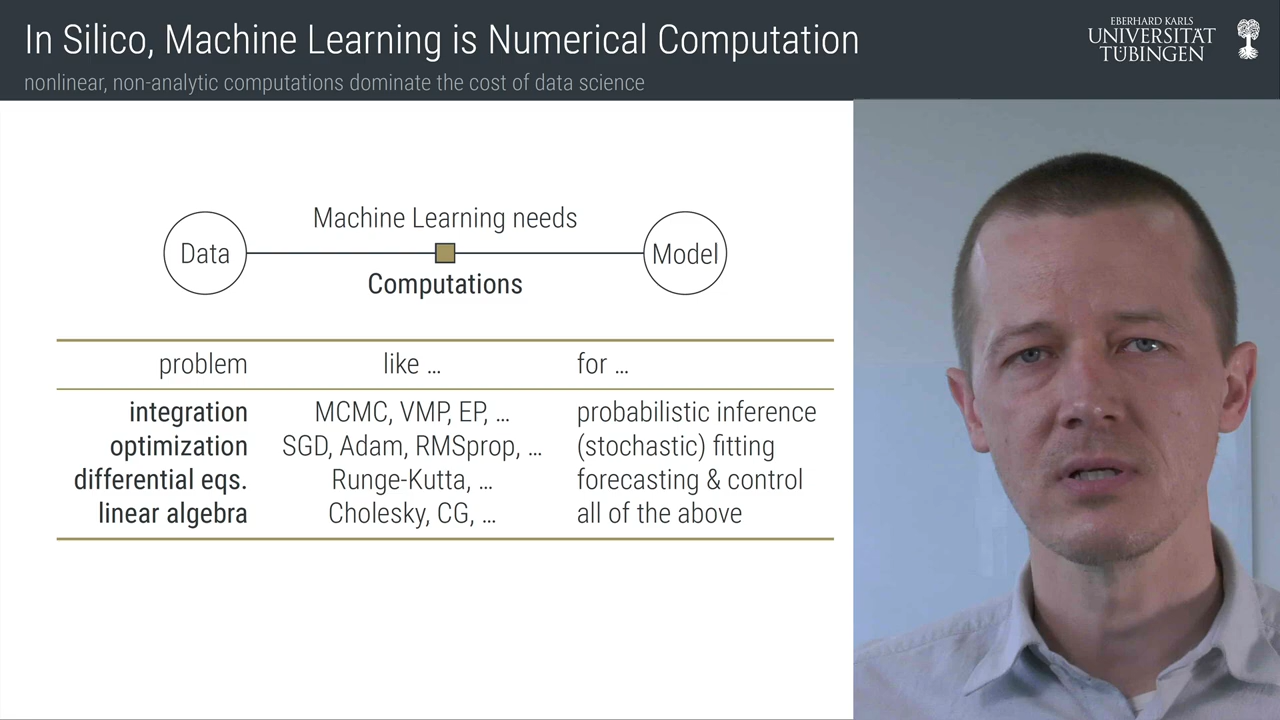 In Silico, Machine Learning is Numerical Computation
nonlinear, non-analytic computations dominate the cost of data science
EBERHARD KARLS
UNIVERSITÄT
TÜBINGEN
Machine Learning needs
Data
Model
Computations
problem like … for …
integration MCMC, VMP, EP, … probabilistic inference
optimization SGD, Adam, RMSprop, … (stochastic) fitting
differential eqs. Runge-Kutta, … forecasting & control
linear algebra Cholesky, CG, … all of the above